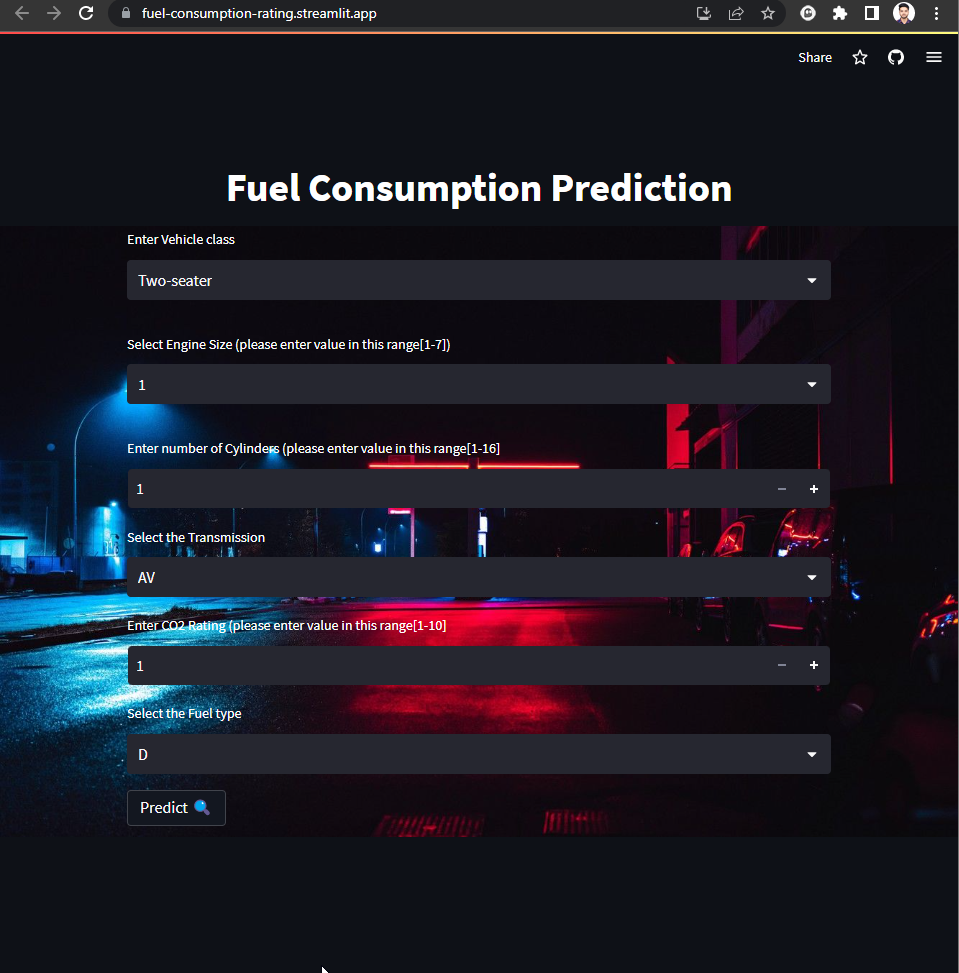 fuel-consumption-rating.streamlit.app
Share
Fuel Consumption Prediction
Enter Vehicle class
Two-seater
Select Engine Size (please enter value in this range[1-7])
1
Enter number of Cylinders (please enter value in this range[1-16]
1
Select the Transmission
AV
Enter CO2 Rating (please enter value in this range[1-10]
1
Select the Fuel type
D
Predict